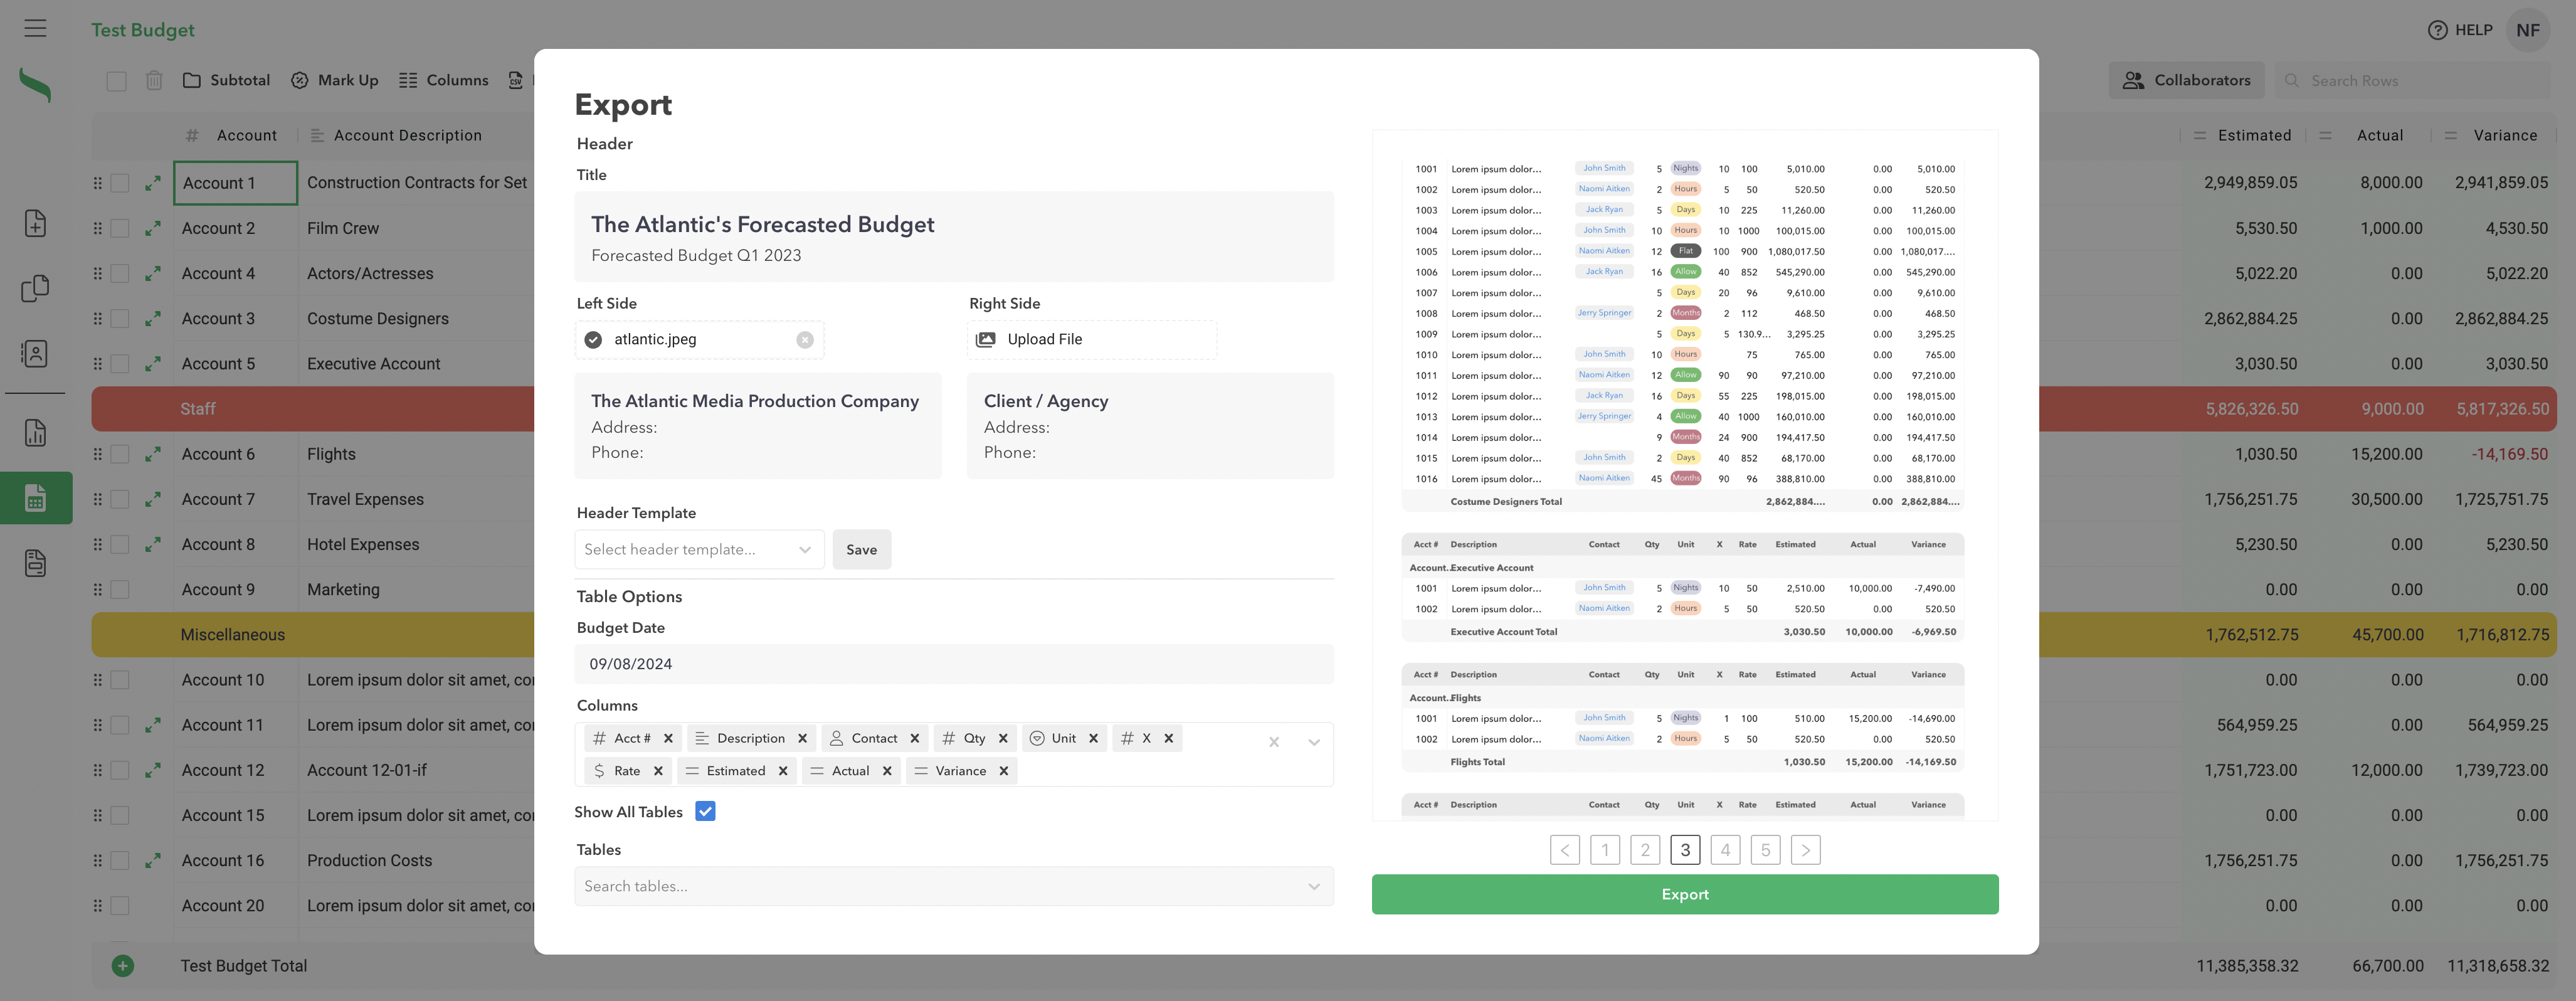 Test Budget
HELP NF
Subtotal Mark Up Columns CSV
Collaborators Search Rows
# Account Account Description
Estimated Actual Variance
Account 1 Construction Contracts for Set 2,949,859.05 8,000.00 2,941,859.05
Account 2 Film Crew 5,530.50 1,000.00 4,530.50
Account 4 Actors/Actresses 5,022.20 0.00 5,022.20
Account 3 Costume Designers 2,862,884.25 0.00 2,862,884.25
Account 5 Executive Account 3,030.50 0.00 3,030.50
Staff 5,826,326.50 9,000.00 5,817,326.50
Account 6 Flights 1,030.50 15,200.00 -14,169.50
Account 7 Travel Expenses 1,756,251.75 30,500.00 1,725,751.75
Account 8 Hotel Expenses 5,230.50 0.00 5,230.50
Account 9 Marketing 0.00 0.00 0.00
Miscellaneous 1,762,512.75 45,700.00 1,716,812.75
Account 10 Lorem ipsum dolor sit amet, 0.00 0.00 0.00
Account 11 Lorem ipsum dolor sit amet, 564,959.25 0.00 564,959.25
Account 12 Account 12-01-if 1,751,723.00 12,000.00 1,739,723.00
Account 15 Lorem ipsum dolor sit amet, 0.00 0.00 0.00
Account 16 Production Costs 1,756,251.75 0.00 1,756,251.75
Account 20 Lorem ipsum dolor sit amet, 0.00 0.00 0.00
Test Budget Total 11,385,358.32 66,700.00 11,318,658.32
Export
Header
Title
The Atlantic's Forecasted Budget
Forecasted Budget Q1 2023
Left Side Right Side
atlantic.jpeg Upload File
The Atlantic Media Production Company
Address:
Phone:
Client / Agency
Address:
Phone:
Header Template
Select header template...
Save
Table Options
Budget Date
09/08/2024
Columns
# Acct # Description Contact # Qty Unit # X
$ Rate Estimated Actual Variance
Show All Tables
Tables
Search tables...
1001 Lorem ipsum dolor... John Smith 5 Nights 10 100 5,010.00 0.00 5,010.00
1002 Lorem ipsum dolor... Naomi Aitken 2 Hours 5 50 520.50 0.00 520.50
1003 Lorem ipsum dolor... Jack Ryan 5 Days 10 225 11,260.00 0.00 11,260.00
1004 Lorem ipsum dolor... John Smith 10 Hours 10 1000 100,015.00 0.00 100,015.00
1005 Lorem ipsum dolor... Naomi Aitken 12 Flat 100 900 1,080,017.50 0.00 1,080,017....
1006 Lorem ipsum dolor... Jack Ryan 16 Allow 40 852 545,290.00 0.00 545,290.00
1007 Lorem ipsum dolor... 5 Days 20 96 9,610.00 0.00 9,610.00
1008 Lorem ipsum dolor... Jerry Springer 2 Months 2 112 468.50 0.00 468.50
1009 Lorem ipsum dolor... 5 Days 5 130.9... 3,295.25 0.00 3,295.25
1010 Lorem ipsum dolor... John Smith 10 Hours 75 765.00 0.00 765.00
1011 Lorem ipsum dolor... Naomi Aitken 12 Allow 90 90 97,210.00 0.00 97,210.00
1012 Lorem ipsum dolor... Jack Ryan 16 Days 55 225 198,015.00 0.00 198,015.00
1013 Lorem ipsum dolor... Jerry Springer 4 Allow 40 1000 160,010.00 0.00 160,010.00
1014 Lorem ipsum dolor... 9 Months 24 900 194,417.50 0.00 194,417.50
1015 Lorem ipsum dolor... John Smith 2 Days 40 852 68,170.00 0.00 68,170.00
1016 Lorem ipsum dolor... Naomi Aitken 45 Months 90 96 388,810.00 0.00 388,810.00
Costume Designers Total 2,862,884.... 0.00 2,862,884....
Acct # Description Contact Qty Unit X Rate Estimated Actual Variance
Account... Executive Account
1001 Lorem ipsum dolor... John Smith 5 Nights 10 50 2,510.00 10,000.00 -7,490.00
1002 Lorem ipsum dolor... Naomi Aitken 2 Hours 5 50 520.50 0.00 520.50
Executive Account Total 3,030.50 10,000.00 -6,969.50
Acct # Description Contact Qty Unit X Rate Estimated Actual Variance
Account... Flights
1001 Lorem ipsum dolor... John Smith 5 Nights 1 100 510.00 15,200.00 -14,690.00
1002 Lorem ipsum dolor... Naomi Aitken 2 Hours 5 50 520.50 0.00 520.50
Flights Total 1,030.50 15,200.00 -14,169.50
Acct # Description Contact Qty Unit X Rate Estimated Actual Variance
< 1 2 3 4 5 >
Export